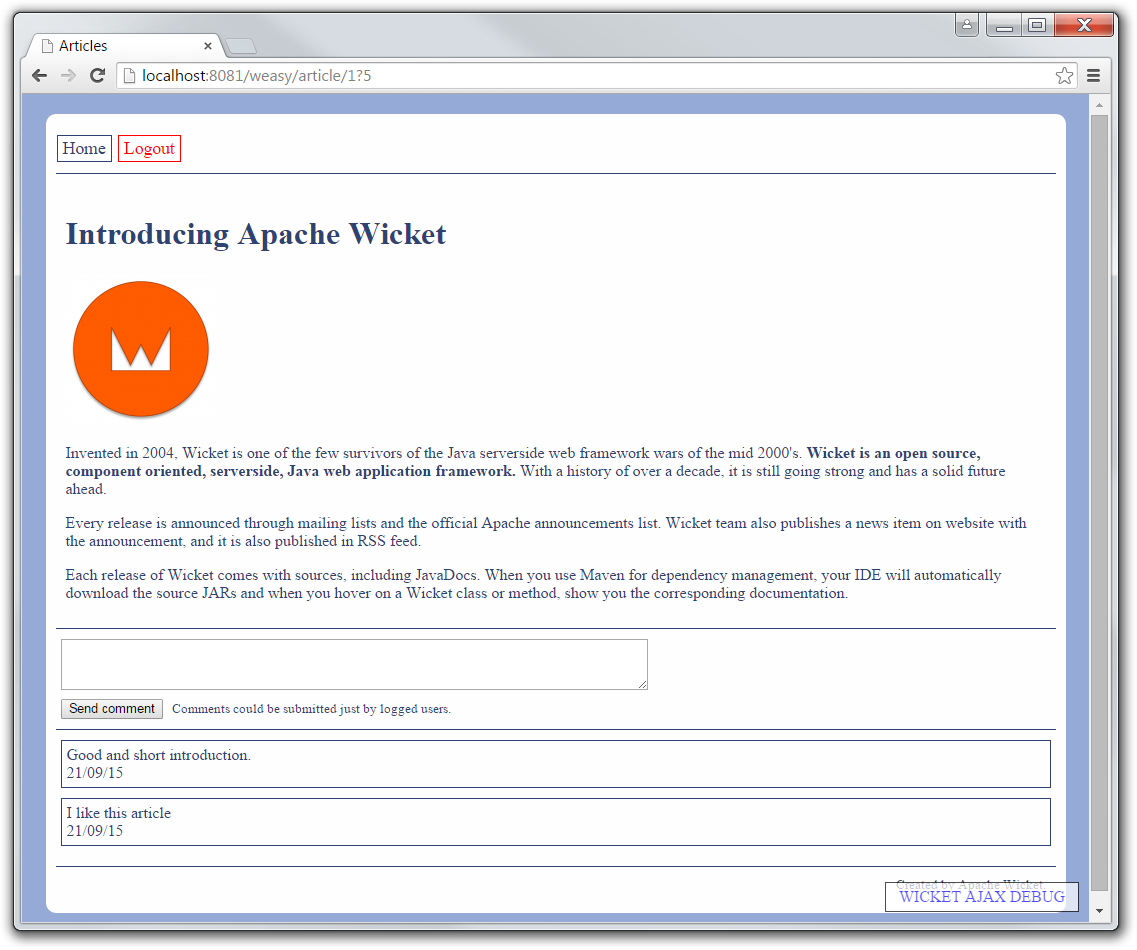 Articles
localhost:8081/weasy/article/1?5
Home Logout
Introducing Apache Wicket
Invented in 2004, Wicket is one of the few survivors of the Java serverside web framework wars of the mid 2000's. Wicket is an open source,
component oriented, serverside, Java web application framework. With a history of over a decade, it is still going strong and has a solid future
ahead.
Every release is announced through mailing lists and the official Apache announcements list. Wicket team also publishes a news item on website with
the announcement, and it is also published in RSS feed.
Each release of Wicket comes with sources, including JavaDocs. When you use Maven for dependency management, your IDE will automatically
download the source JARs and when you hover on a Wicket class or method, show you the corresponding documentation.
Send comment Comments could be submitted just by logged users.
Good and short introduction.
21/09/15
I like this article
21/09/15
Created by Apache Wicket.
WICKET AJAX DEBUG